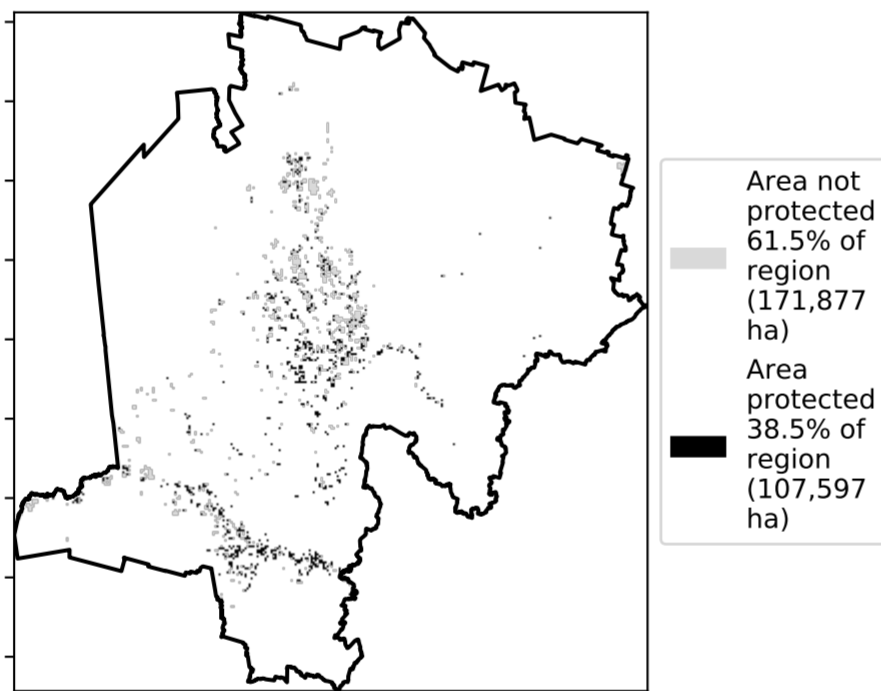 Area not
protected
61.5% of
region
(171,877
ha)
Area
protected
38.5% of
region
(107,597
ha)